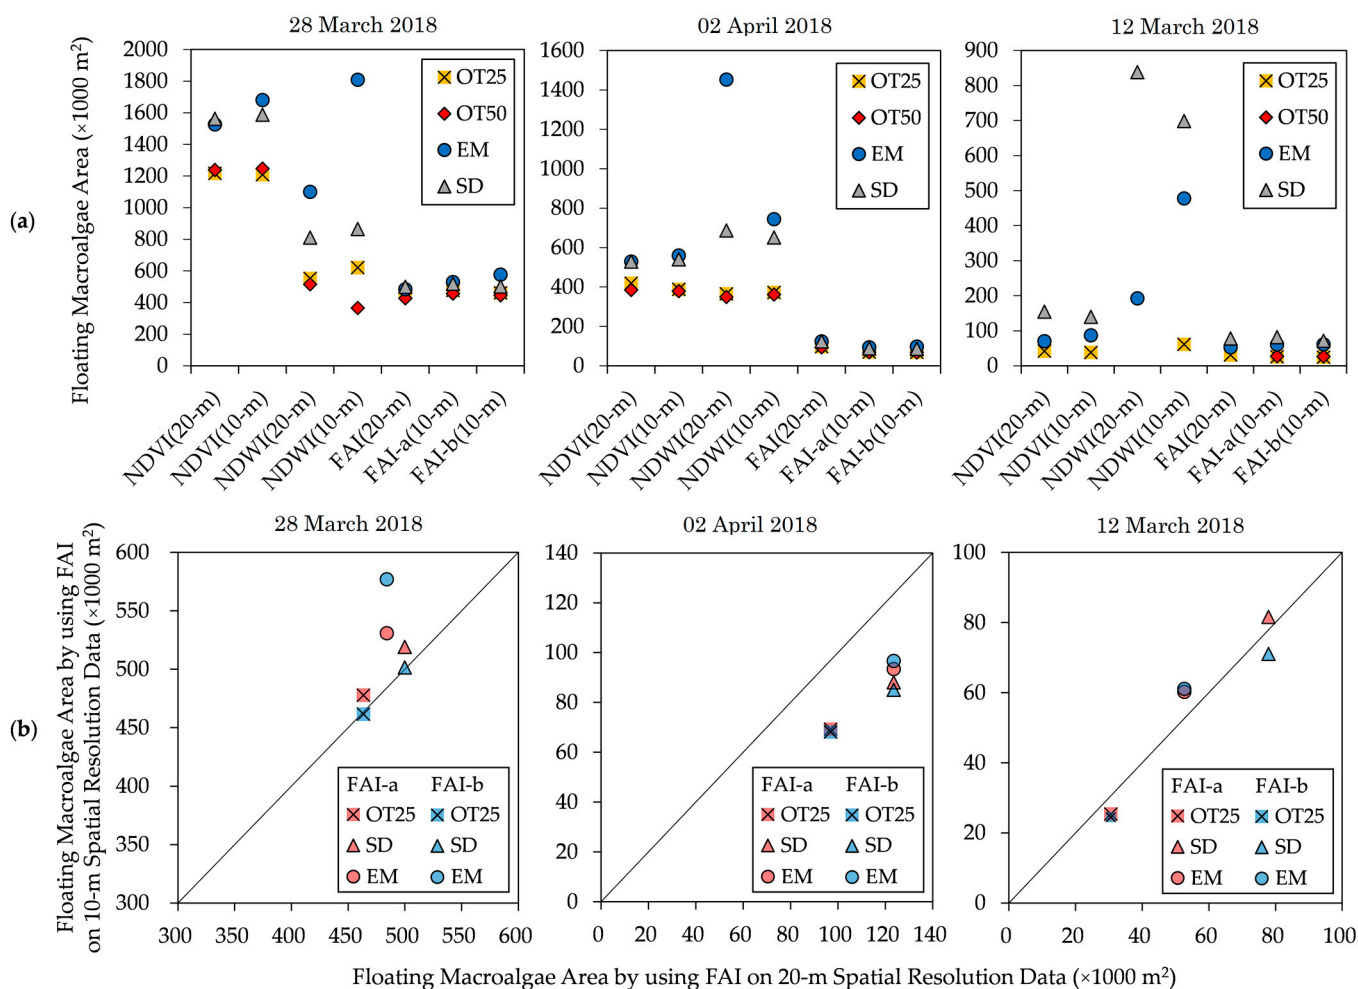 28 March 2018
02 April 2018
12 March 2018
(a)
Floating Macroalgae Area (×1000 m²)
2000
1800
1600
1400
1200
1000
800
600
400
200
0
OT25
OT50
EM
SD
NDVI(20-m)
NDVI(10-m)
NDWI(20-m)
NDWI(10-m)
FAI(20-m)
FAI-a(10-m)
FAI-b(10-m)
1600
1400
1200
1000
800
600
400
200
0
OT25
OT50
EM
SD
NDVI(20-m)
NDVI(10-m)
NDWI(20-m)
NDWI(10-m)
FAI(20-m)
FAI-a(10-m)
FAI-b(10-m)
900
800
700
600
500
400
300
200
100
0
OT25
OT50
EM
SD
NDVI(20-m)
NDVI(10-m)
NDWI(20-m)
NDWI(10-m)
FAI(20-m)
FAI-a(10-m)
FAI-b(10-m)
28 March 2018
02 April 2018
12 March 2018
(b)
Floating Macroalgae Area by using FAI
on 10-m Spatial Resolution Data (×1000 m²)
600
550
500
450
400
350
300
FAI-a FAI-b
OT25 OT25
SD SD
EM EM
300 350 400 450 500 550 600
140
120
100
80
60
40
20
0
FAI-a FAI-b
OT25 OT25
SD SD
EM EM
0 20 40 60 80 100 120 140
100
80
60
40
20
0
FAI-a FAI-b
OT25 OT25
SD SD
EM EM
0 20 40 60 80 100
Floating Macroalgae Area by using FAI on 20-m Spatial Resolution Data (×1000 m²)